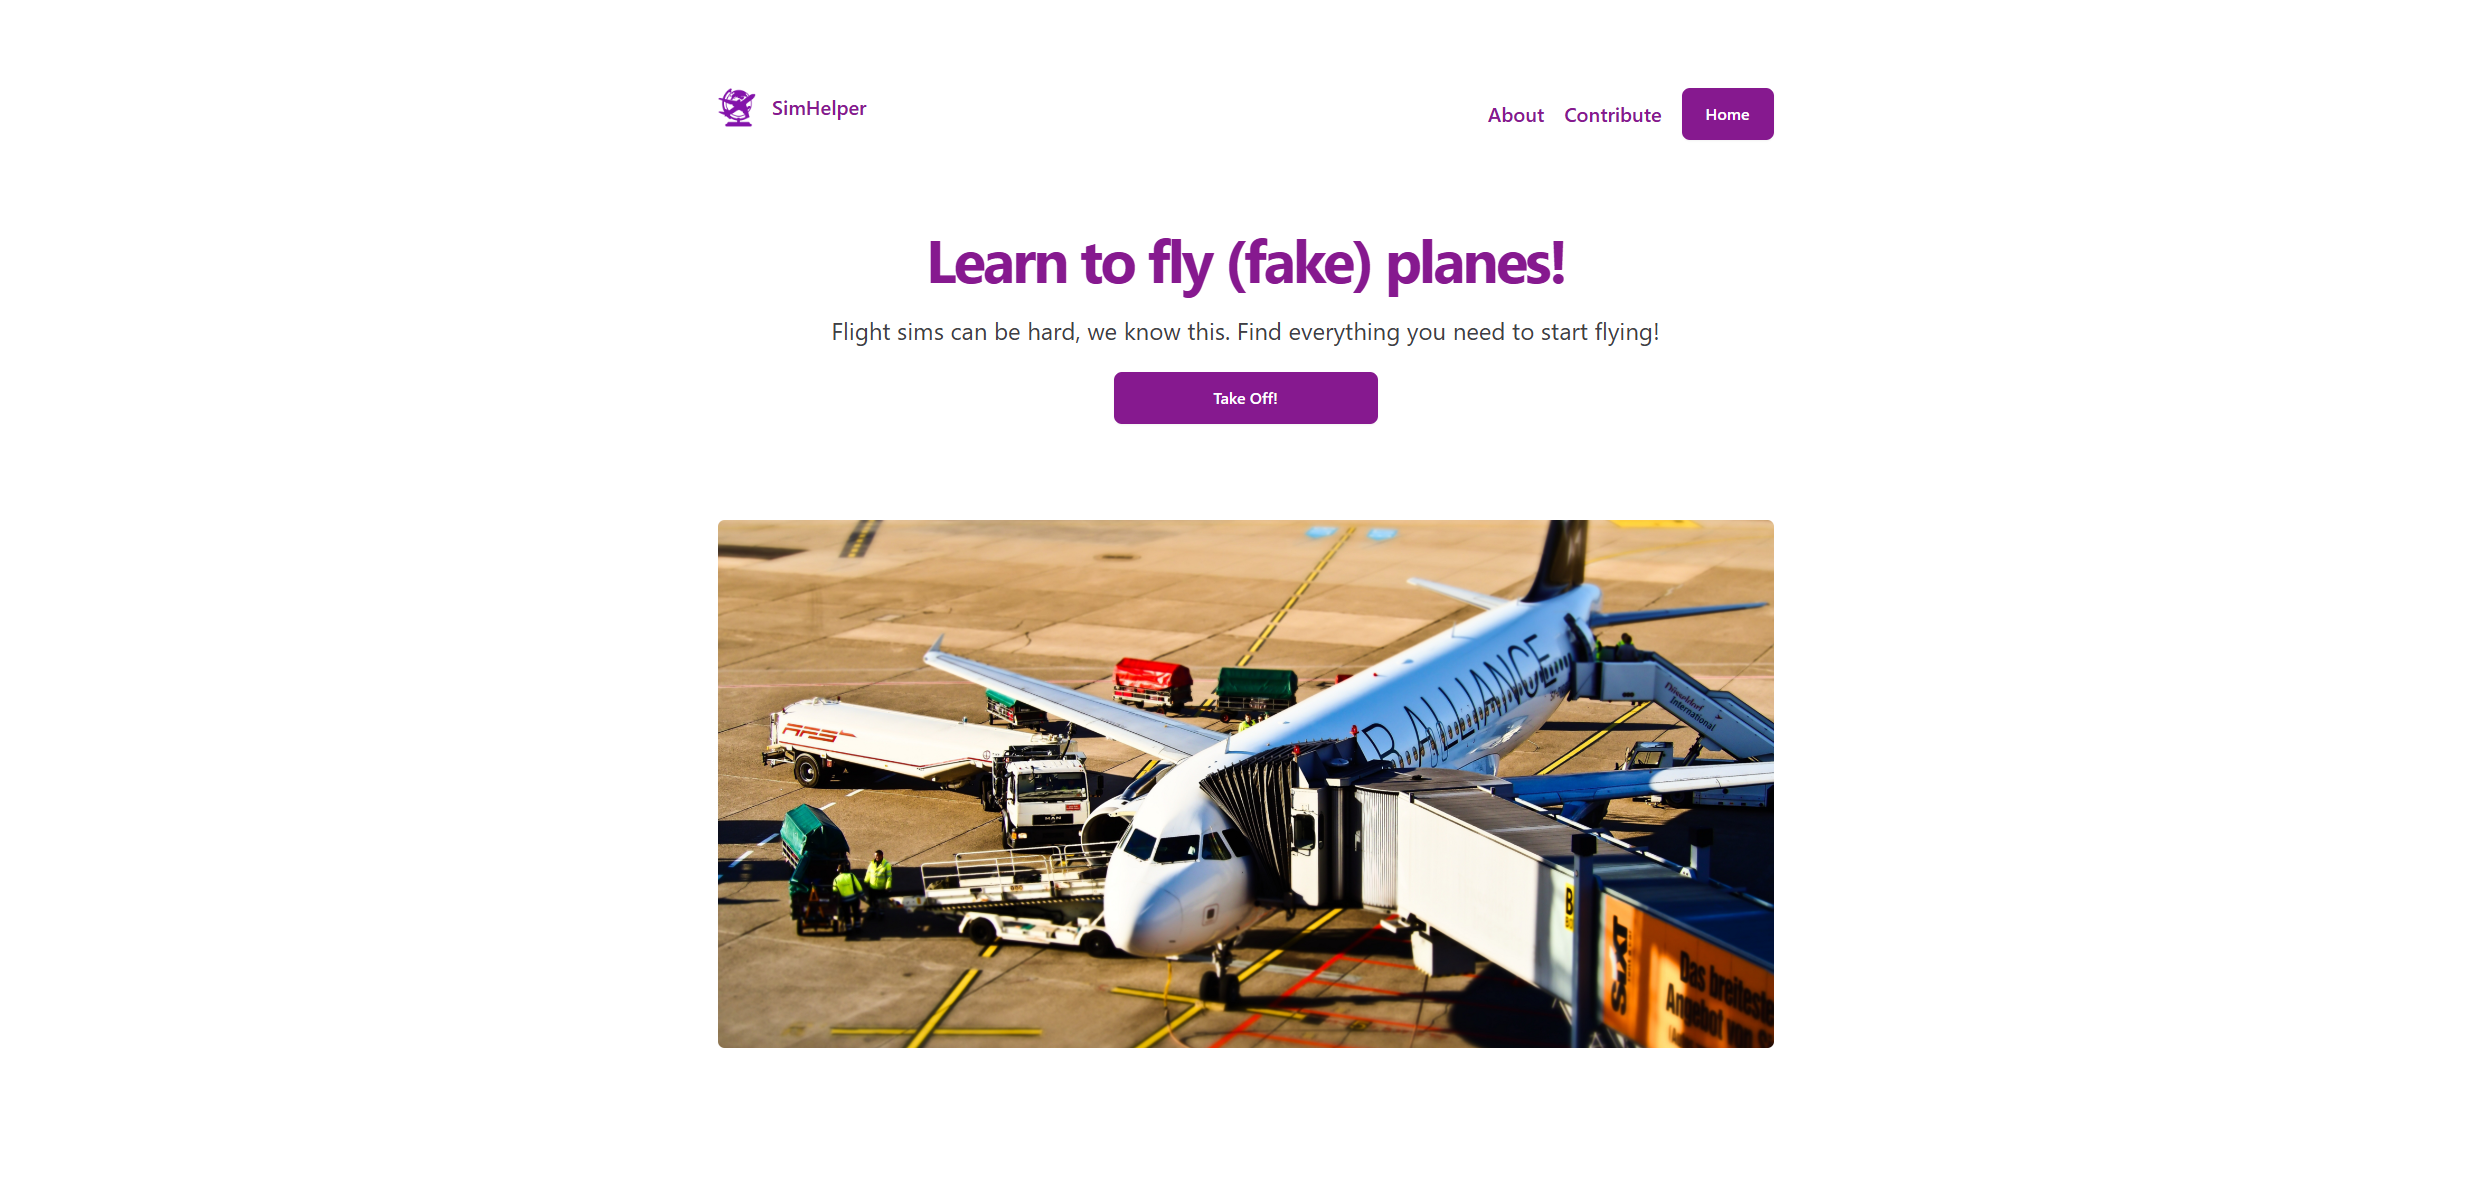 SimHelper
About Contribute Home
Learn to fly (fake) planes!
Flight sims can be hard, we know this. Find everything you need to start flying!
Take Off!
R ALLIANCE
Düsseldorf
International
ARS
MAN
B
Sixt
Das breiteste
Angebot von